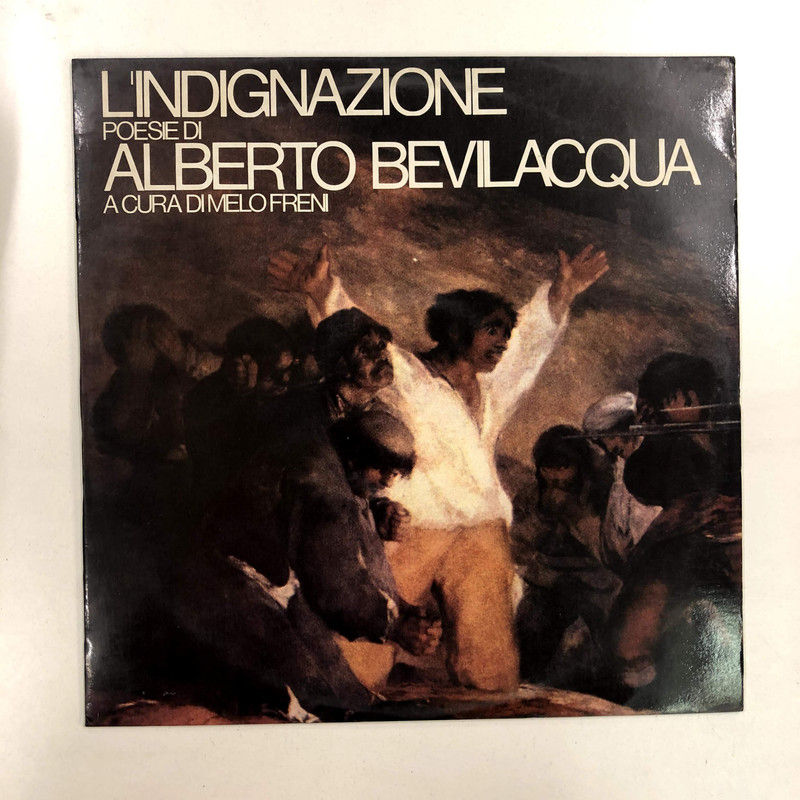 L'INDIGNAZIONE
POESIE DI
ALBERTO BEVILACQUA
A CURA DI MELO FRENI